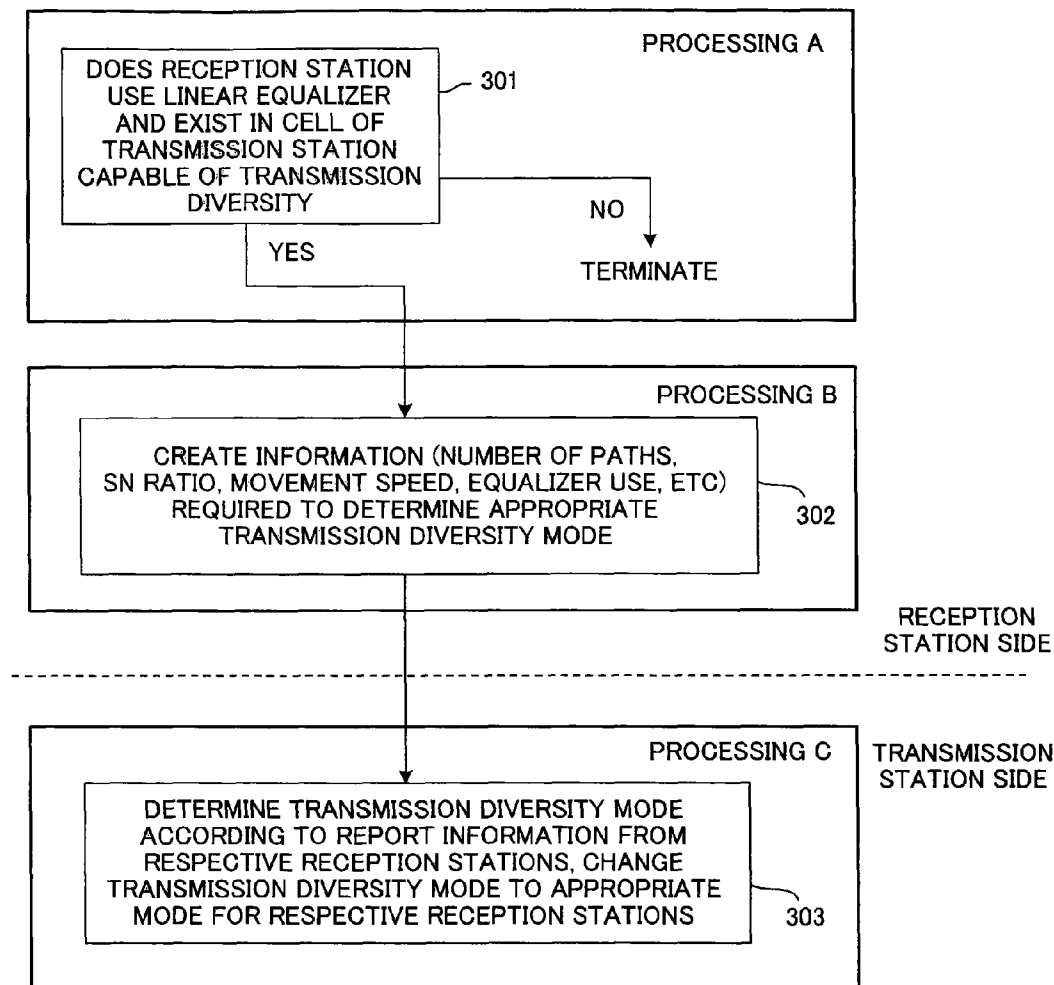 PROCESSING A
DOES RECEPTION STATION
USE LINEAR EQUALIZER
AND EXIST IN CELL OF
TRANSMISSION STATION
CAPABLE OF TRANSMISSION
DIVERSITY
301
NO
YES
TERMINATE
PROCESSING B
CREATE INFORMATION (NUMBER OF PATHS,
SN RATIO, MOVEMENT SPEED, EQUALIZER USE, ETC)
REQUIRED TO DETERMINE APPROPRIATE
TRANSMISSION DIVERSITY MODE
302
RECEPTION
STATION SIDE
PROCESSING C
TRANSMISSION
STATION SIDE
DETERMINE TRANSMISSION DIVERSITY MODE
ACCORDING TO REPORT INFORMATION FROM
RESPECTIVE RECEPTION STATIONS, CHANGE
TRANSMISSION DIVERSITY MODE TO APPROPRIATE
MODE FOR RESPECTIVE RECEPTION STATIONS
303